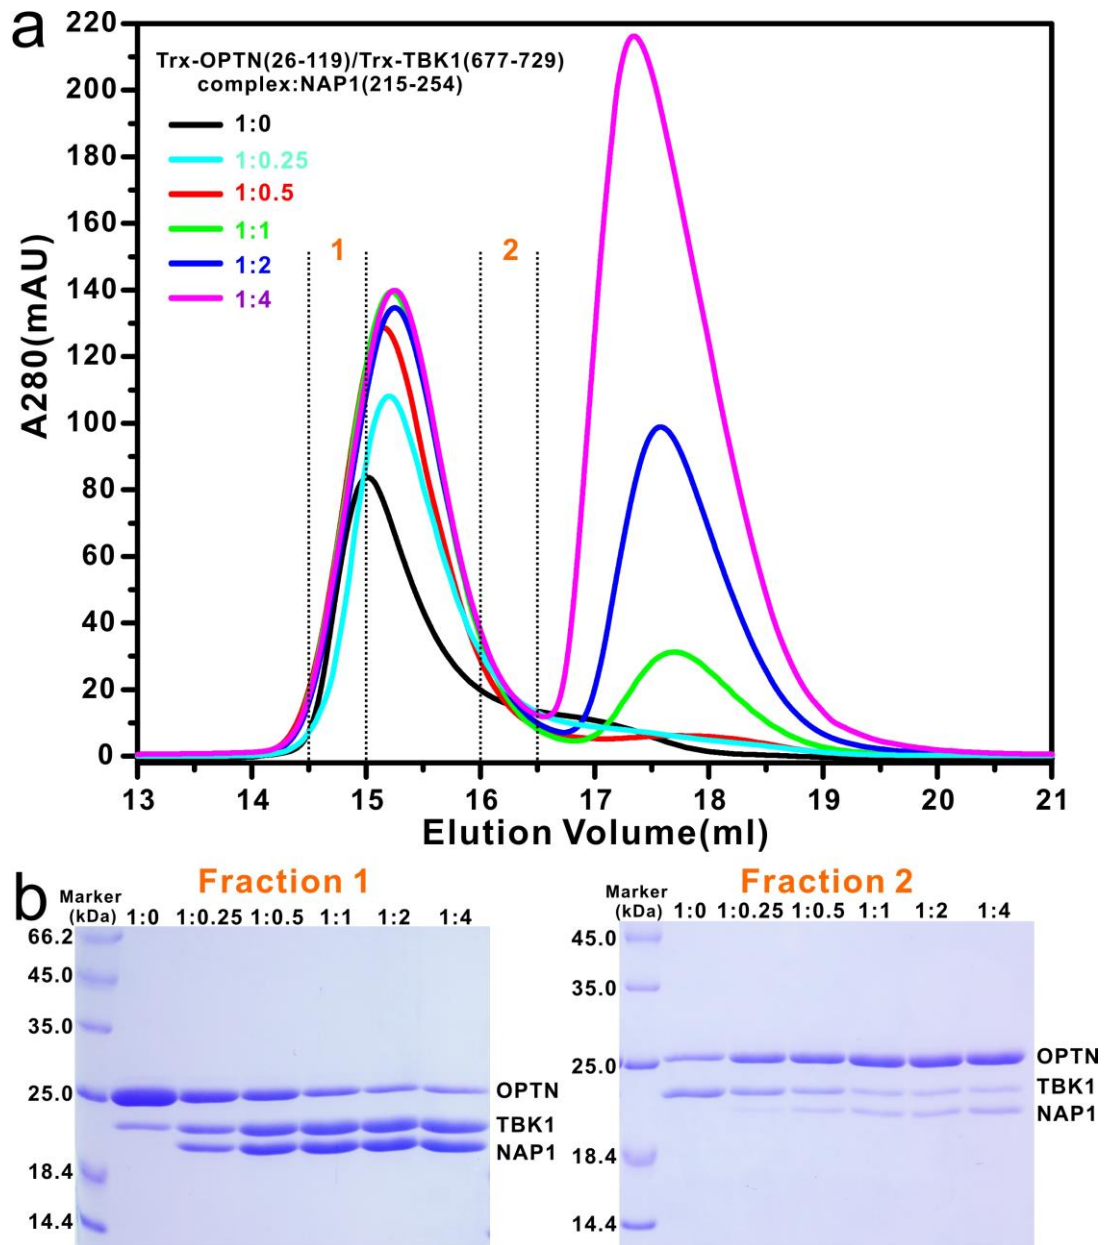 a
Trx-OPTN(26-119)/Trx-TBK1(677-729)
complex:NAP1(215-254)
1:0
1:0.25
1:0.5
1:1
1:2
1:4
1
2
220
200
180
160
140
120
100
80
60
40
20
0
A280(mAU)
13 14 15 16 17 18 19 20 21
Elution Volume(ml)
b
Fraction 1
Marker
(kDa) 1:0 1:0.25 1:0.5 1:1 1:2 1:4
66.2
45.0
35.0
25.0
18.4
14.4
OPTN
TBK1
NAP1
Fraction 2
Marker
(kDa) 1:0 1:0.25 1:0.5 1:1 1:2 1:4
45.0
35.0
25.0
18.4
14.4
OPTN
TBK1
NAP1